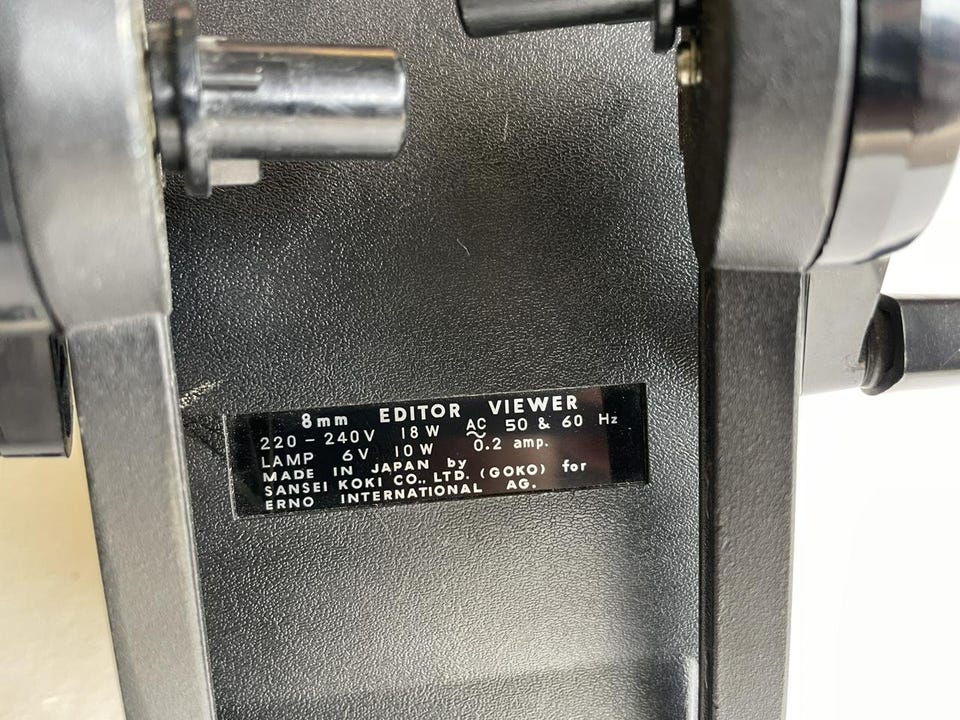 8mm EDITOR VIEWER
220 - 240V 18W AC 50 & 60 Hz
LAMP 6V 10W 0.2 amp.
MADE IN JAPAN by
SANSEI KOKI CO., LTD. (GOKO) for
ERNO INTERNATIONAL AG.